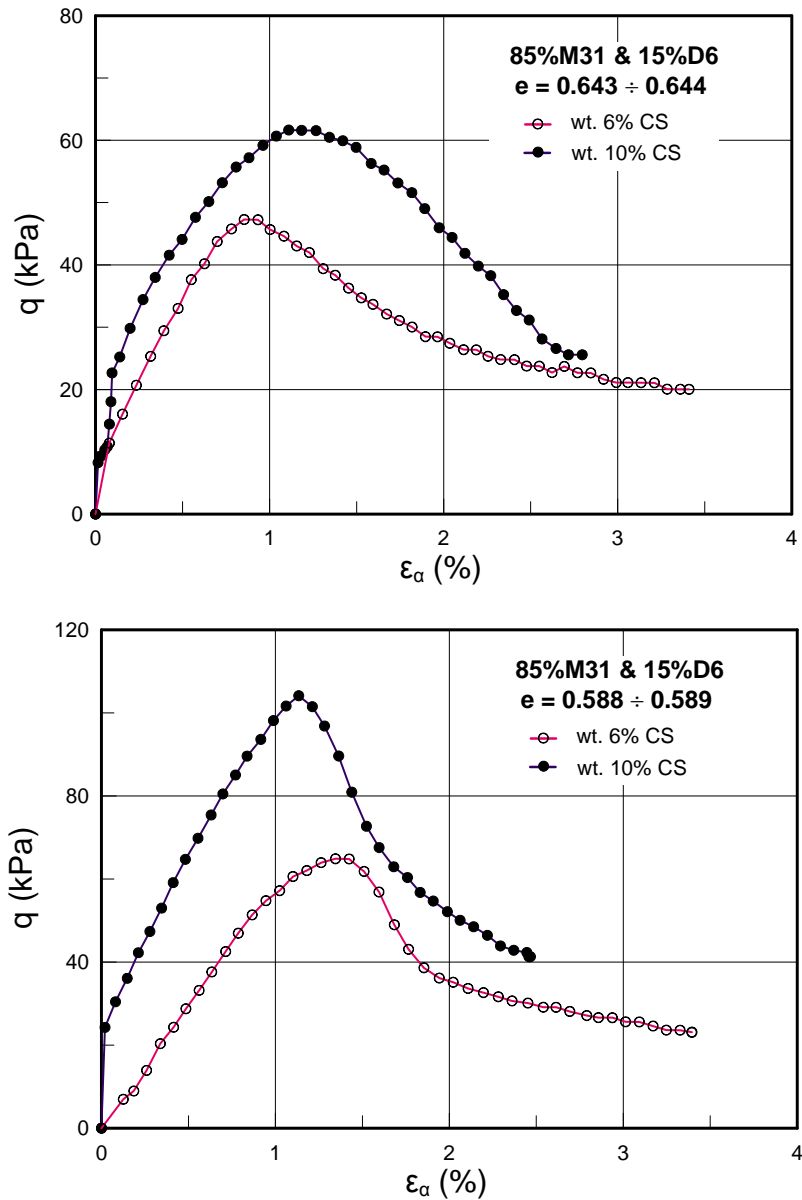 80
60
40
20
0
q (kPa)
85%M31 & 15%D6
e = 0.643 ÷ 0.644
wt. 6% CS
wt. 10% CS
0 1 2 3 4
εα (%)
120
80
40
0
q (kPa)
85%M31 & 15%D6
e = 0.588 ÷ 0.589
wt. 6% CS
wt. 10% CS
0 1 2 3 4
εα (%)